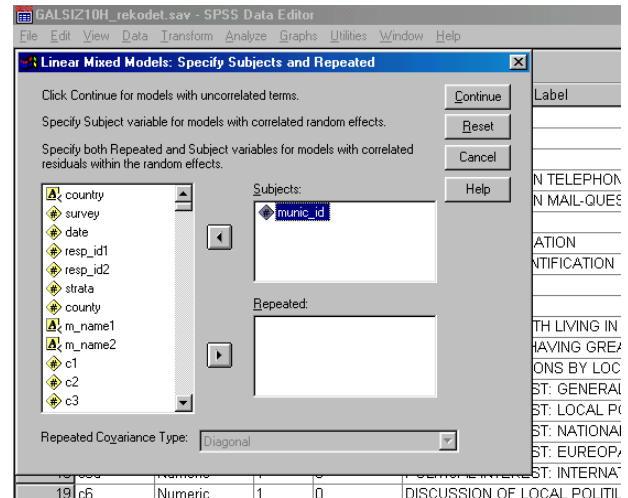 GALSIZ10H_rekodet.sav - SPSS Data Editor
File Edit View Data Transform Analyze Graphs Utilities Window Help
Linear Mixed Models: Specify Subjects and Repeated
Click Continue for models with uncorrelated terms.
Specify Subject variable for models with correlated random effects.
Specify both Repeated and Subject variables for models with correlated
residuals within the random effects.
Continue
Reset
Cancel
Help
country
survey
date
resp_id1
resp_id2
strata
county
m_name1
m_name2
c1
c2
c3
Subjects:
munic_id
Repeated:
Repeated Covariance Type: Diagonal
Label
N TELEPHON
N MAIL-QUES
ATION
NTIFICATION
TH LIVING IN
HAVING GREA
ONS BY LOC
ST: GENERAL
ST: LOCAL PO
ST: NATIONAL
ST: EUREOPA
INTEREST: INTERNAT
19 c6 Numeric 1 0 DISCUSSION OF LOCAL POLITIC